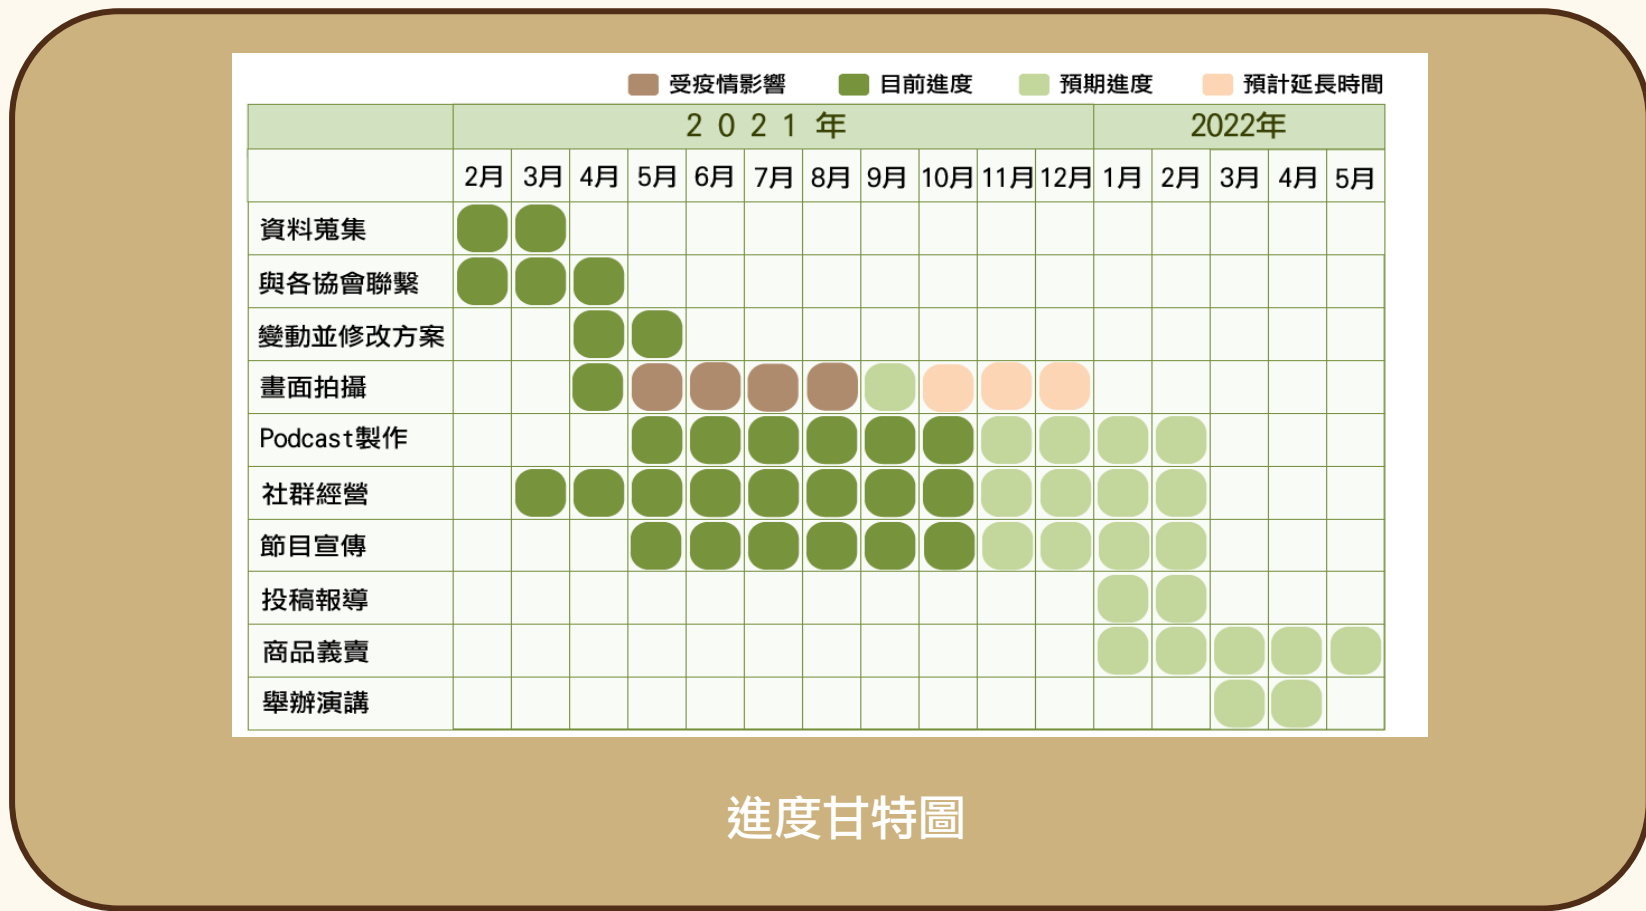 受疫情影響 目前進度 預期進度 預計延長時間
2021年 2022年
2月 3月 4月 5月 6月 7月 8月 9月 10月 11月 12月 1月 2月 3月 4月 5月
資料蒐集
與各協會聯繫
變動並修改方案
畫面拍攝
Podcast製作
社群經營
節目宣傳
投稿報導
商品義賣
舉辦演講
進度甘特圖